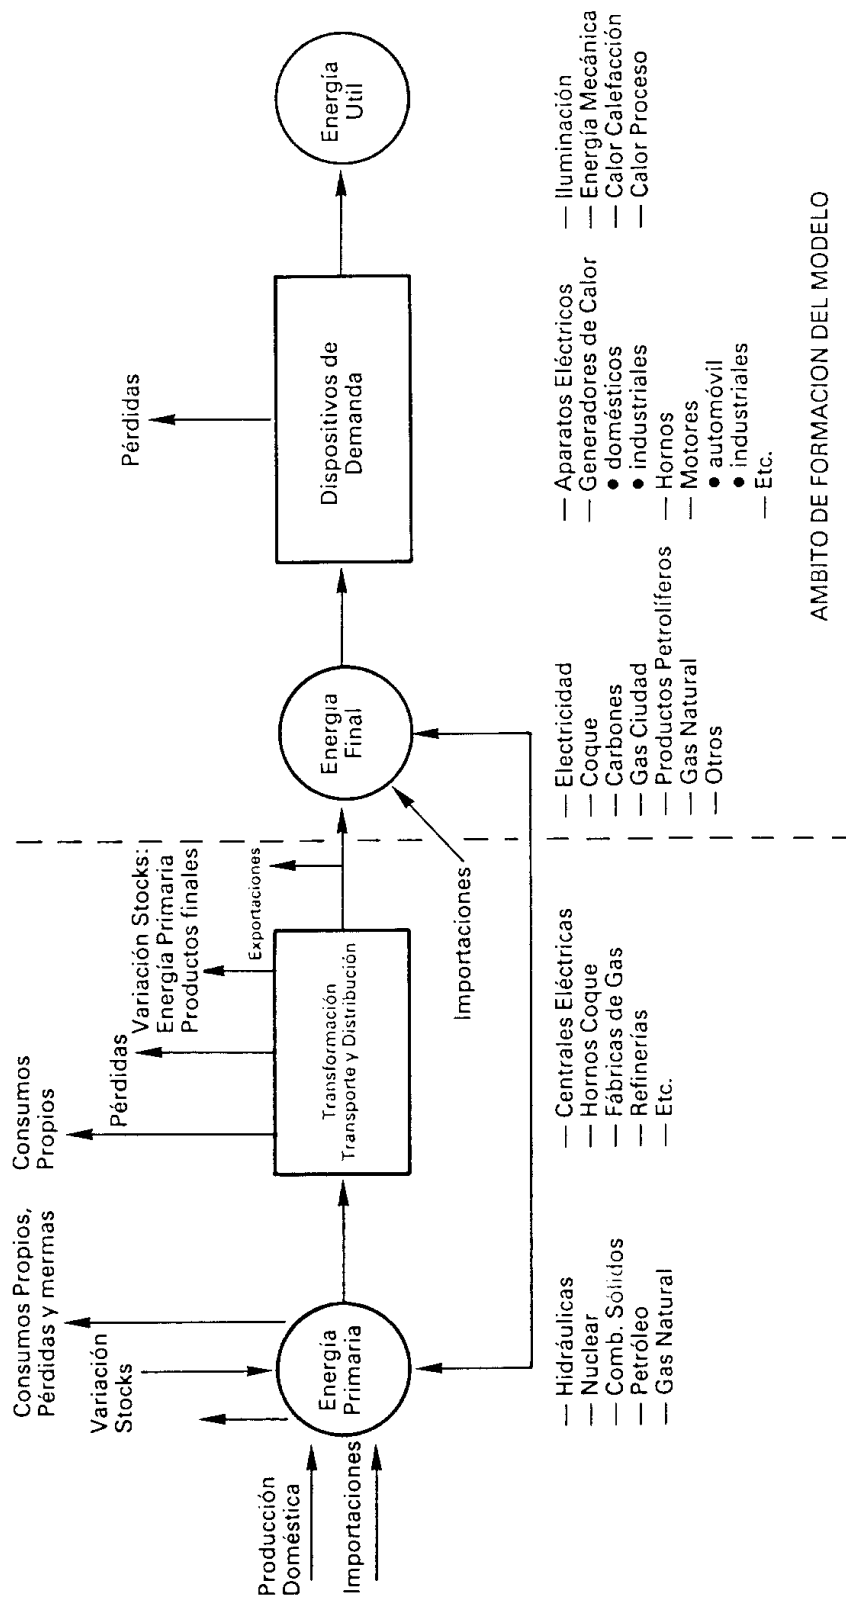 Producción
Doméstica
Importaciones
Variación
Stocks
Consumos Propios,
Pérdidas y mermas
Energía
Primaria
— Hidráulicas
— Nuclear
— Comb. Sólidos
— Petróleo
— Gas Natural
Consumos
Propios
Pérdidas
Variación Stocks:
Energía Primaria
Productos finales
Exportaciones
Transformación
Transporte y Distribución
Importaciones
— Centrales Eléctricas
— Hornos Coque
— Fábricas de Gas
— Refinerías
— Etc.
Energía
Final
— Electricidad
— Coque
— Carbones
— Gas Ciudad
— Productos Petrolíferos
— Gas Natural
— Otros
Pérdidas
Dispositivos de
Demanda
— Aparatos Eléctricos
— Generadores de Calor
● domésticos
● industriales
— Hornos
— Motores
● automóvil
● industriales
— Etc.
Energía
Util
— Iluminación
— Energía Mecánica
— Calor Calefacción
— Calor Proceso
AMBITO DE FORMACION DEL MODELO